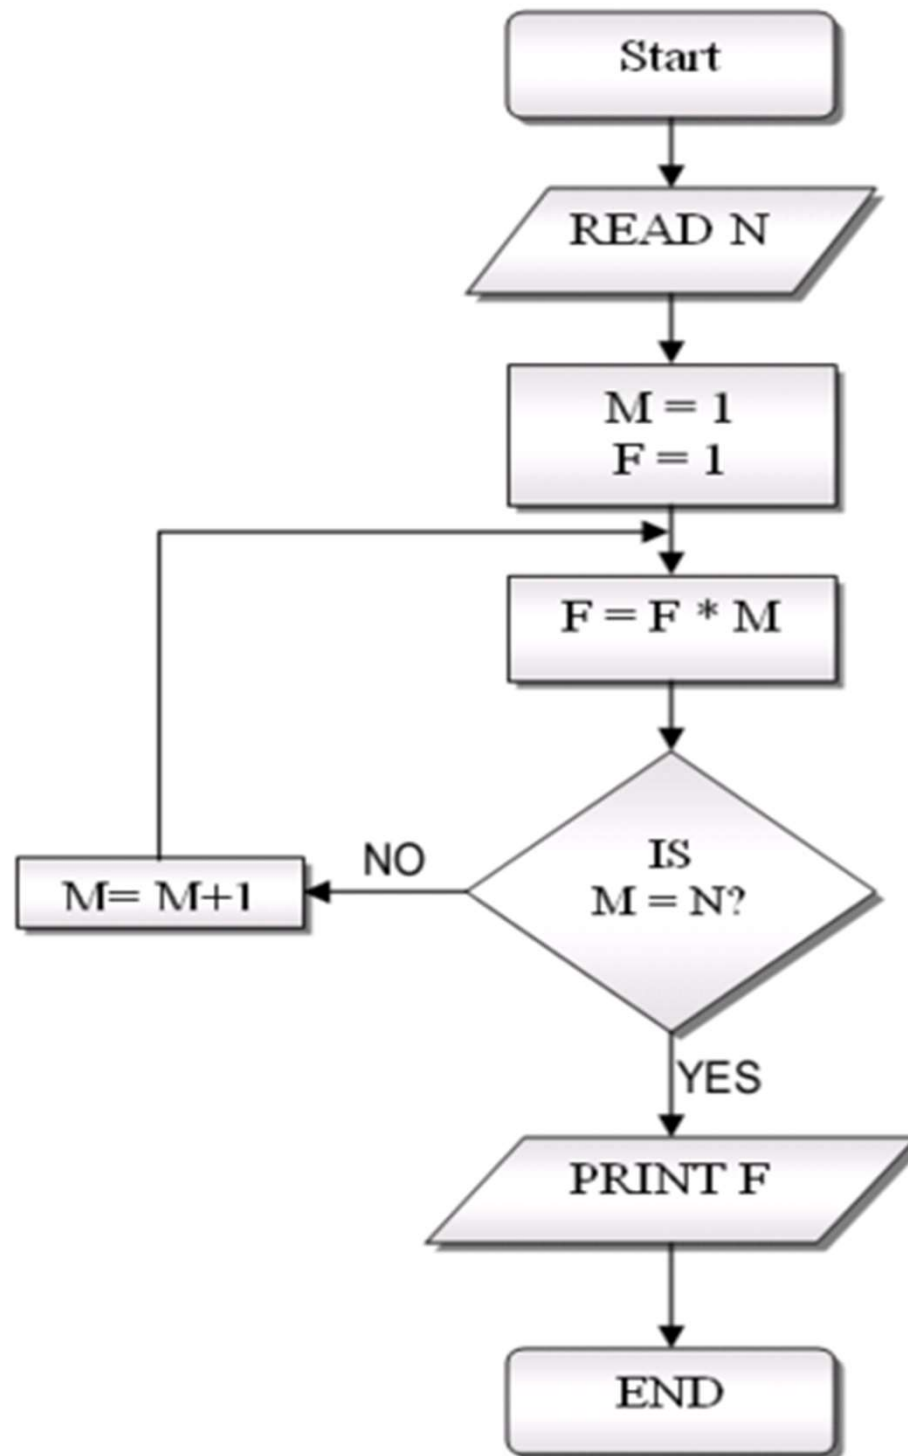 Start
READ N
M = 1
F = 1
F = F * M
IS
M = N?
NO
M= M+1
YES
PRINT F
END